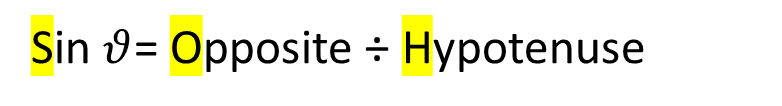 Sin 𝜗= Opposite ÷ Hypotenuse